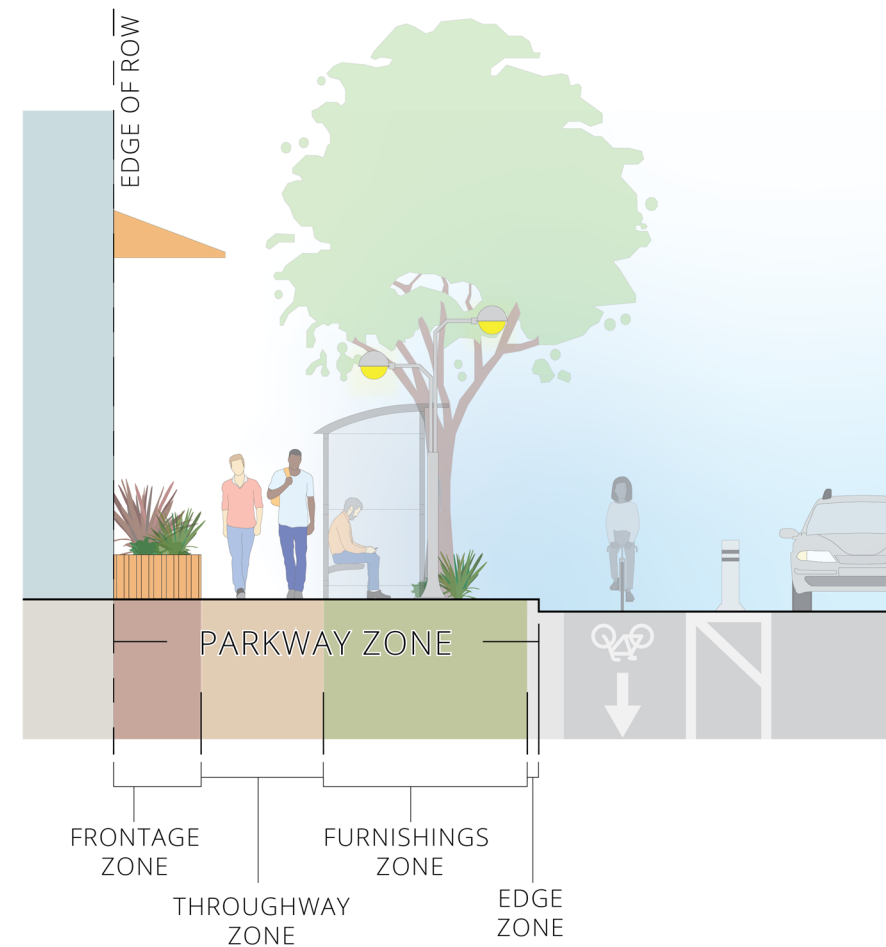 EDGE OF ROW
PARKWAY ZONE
FRONTAGE
ZONE
FURNISHINGS
ZONE
THROUGHWAY
ZONE
EDGE
ZONE